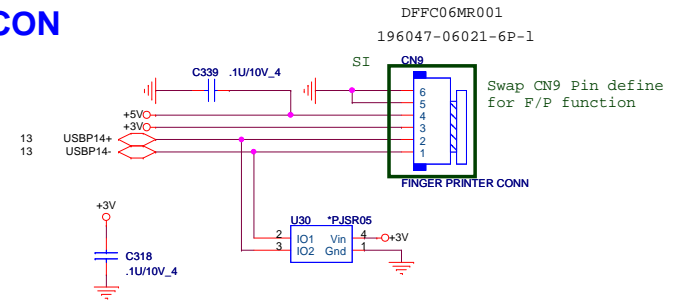 CON
DFFC06MR001
196047-06021-6P-l
SI
CN9
C339 .1U/10V_4
6
5
4
3
2
1
Swap CN9 Pin define
for F/P function
+5V
+3V
13 USBP14+
13 USBP14-
FINGER PRINTER CONN
+3V
C318
.1U/10V_4
U30 *PJSR05
2 IO1 Vin 4 +3V
3 IO2 Gnd 1